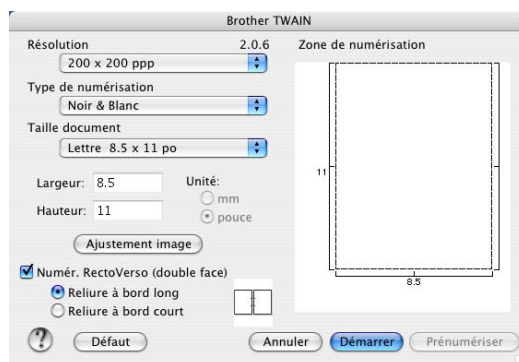 Brother TWAIN
Résolution 2.0.6
200 x 200 ppp
Type de numérisation
Noir & Blanc
Taille document
Lettre 8.5 x 11 po
Largeur: 8.5
Hauteur: 11
Unité:
mm
pouce
Ajustement image
Numér. RectoVerso (double face)
Reliure à bord long
Reliure à bord court
Zone de numérisation
11
8.5
? Défaut Annuler Démarrer Prénumériser